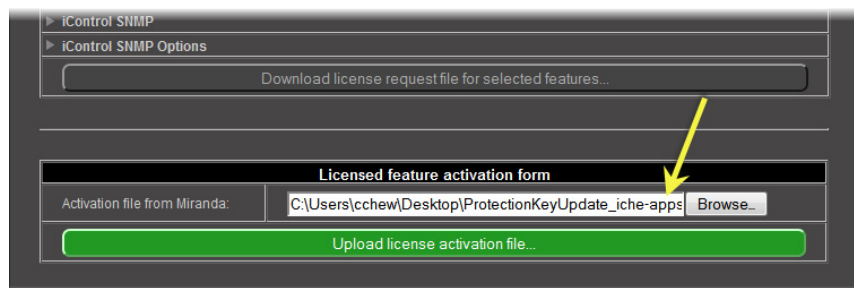 iControl SNMP
iControl SNMP Options
Download license request file for selected features...
Licensed feature activation form
Activation file from Miranda:
C:\Users\cchew\Desktop\ProtectionKeyUpdate_iche-apps
Browse...
Upload license activation file...